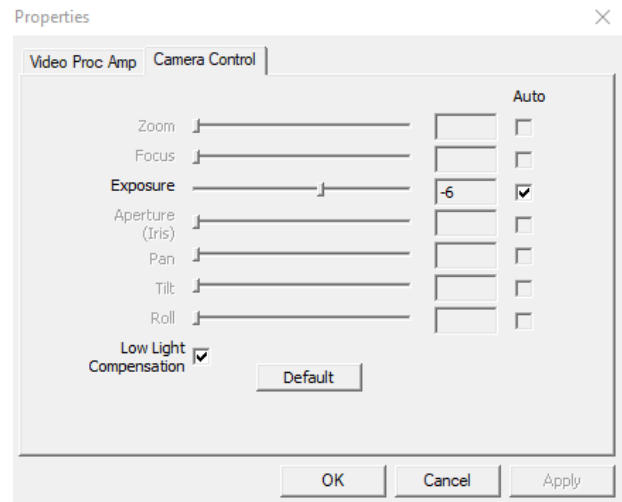 Properties
Video Proc Amp
Camera Control
Auto
Zoom
Focus
Exposure
-6
Aperture
(Iris)
Pan
Tilt
Roll
Low Light
Compensation
Default
OK
Cancel
Apply